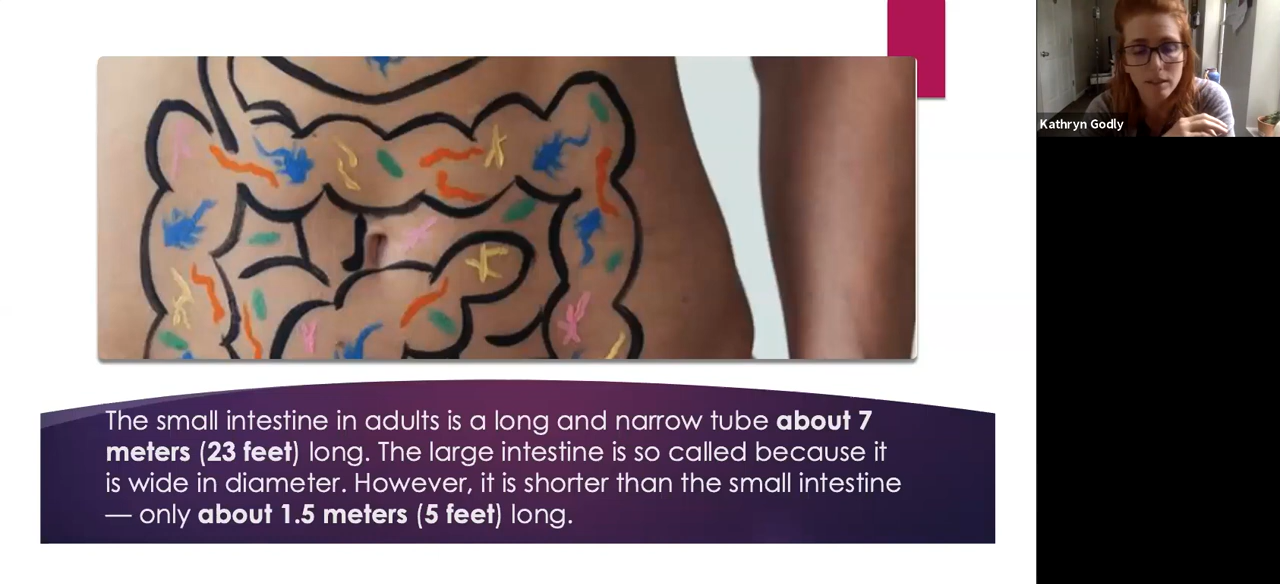 Kathryn Godly
The small intestine in adults is a long and narrow tube about 7
meters (23 feet) long. The large intestine is so called because it
is wide in diameter. However, it is shorter than the small intestine
— only about 1.5 meters (5 feet) long.